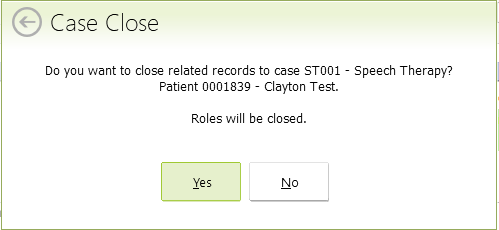 Case Close
Do you want to close related records to case ST001 - Speech Therapy?
Patient 0001839 - Clayton Test.
Roles will be closed.
Yes
No